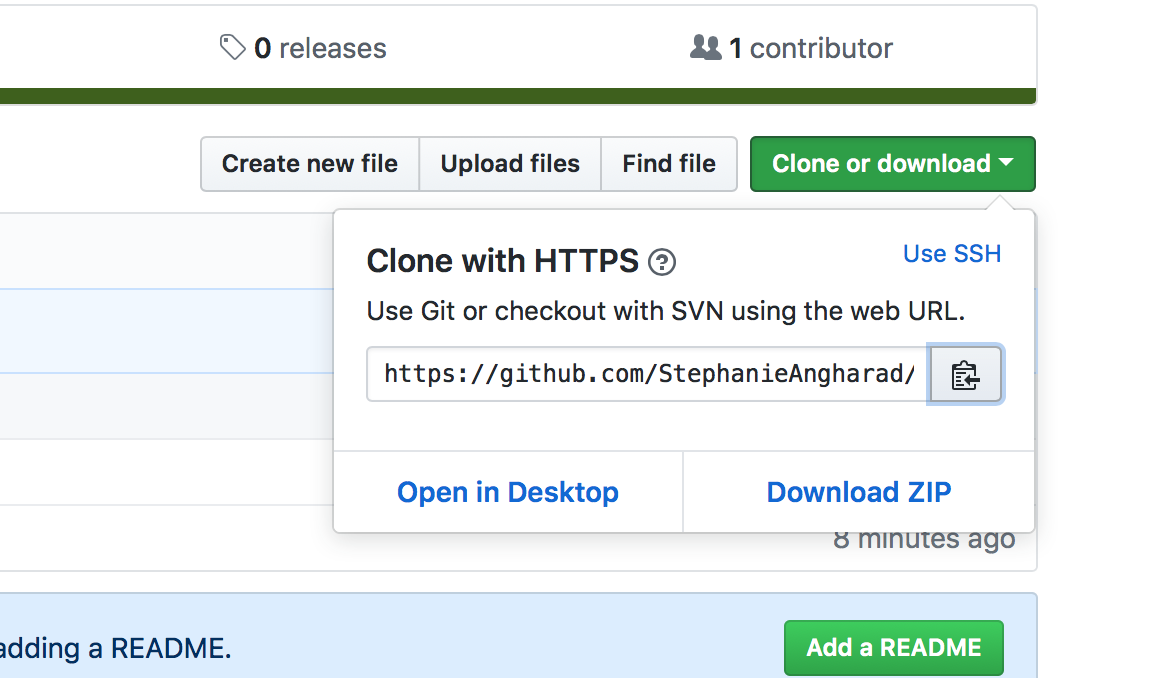 0 releases
1 contributor
Create new file
Upload files
Find file
Clone or download
Clone with HTTPS
Use SSH
Use Git or checkout with SVN using the web URL.
https://github.com/StephanieAngharad/
Open in Desktop
Download ZIP
8 minutes ago
adding a README.
Add a README